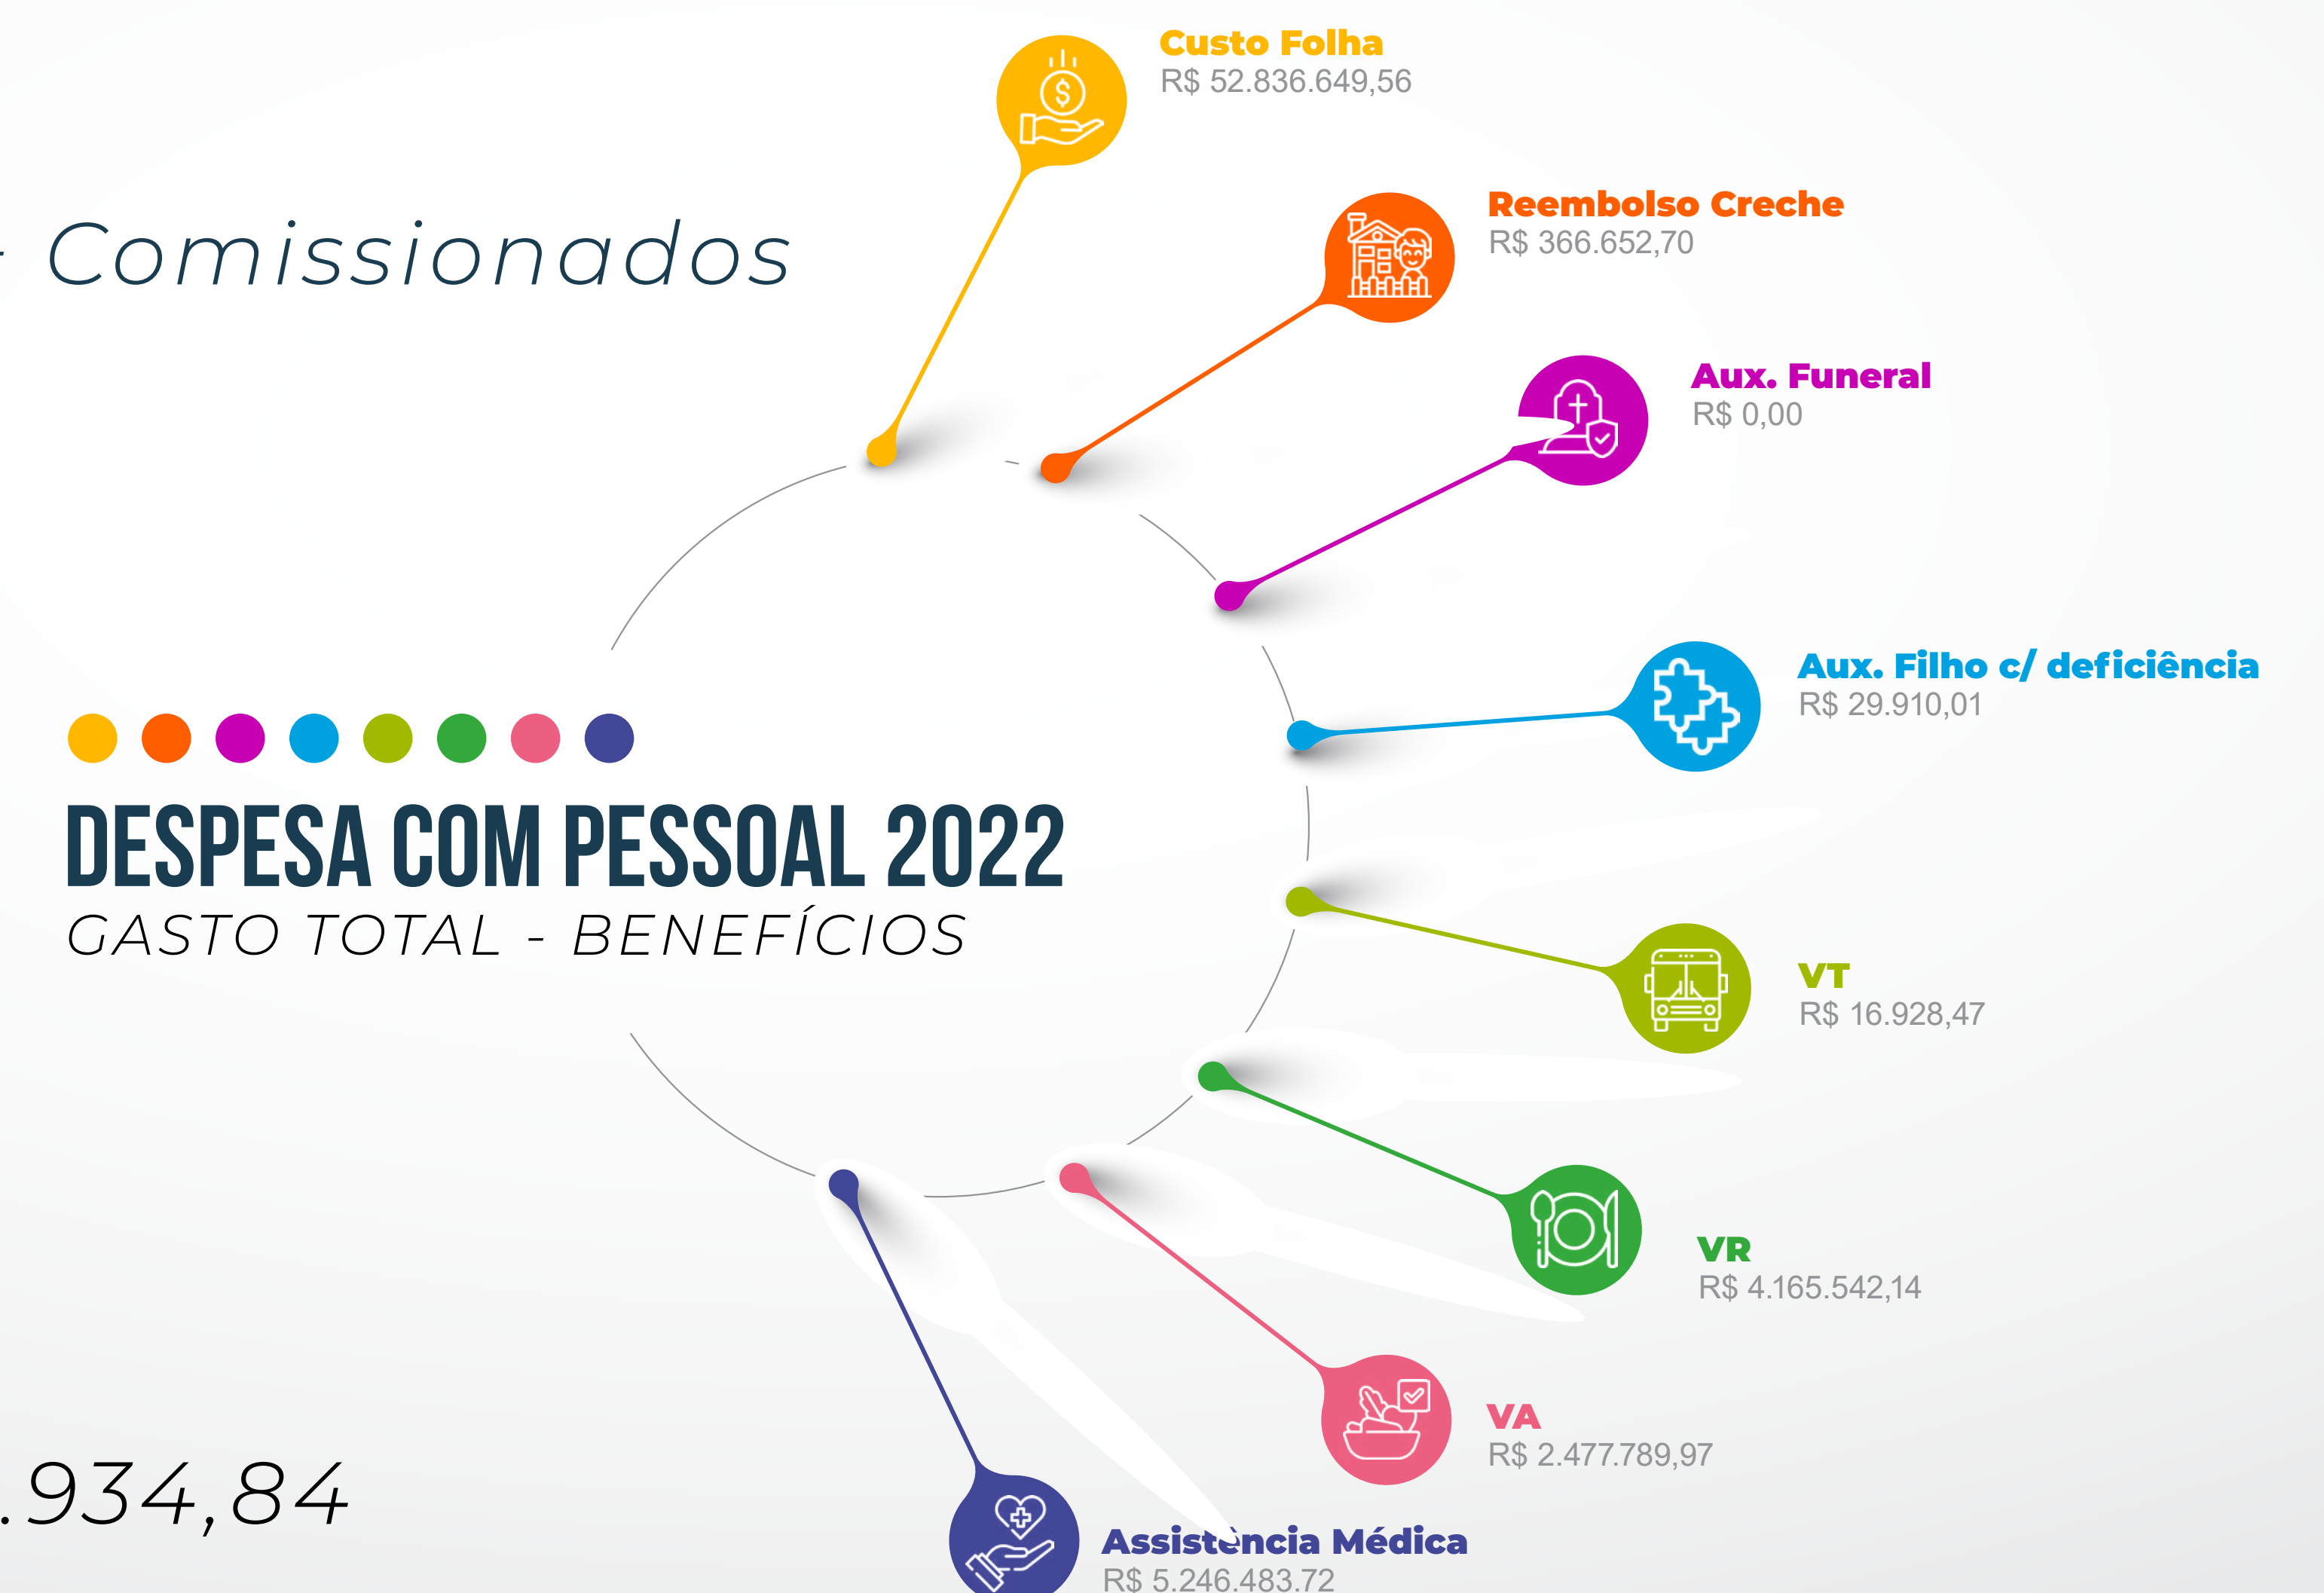 Custo Folha
R$ 52.836.649,56
Reembolso Creche
R$ 366.652,70
- Comissionados
Aux. Funeral
R$ 0,00
Aux. Filho c/ deficiência
R$ 29.910,01
DESPESA COM PESSOAL 2022
GASTO TOTAL - BENEFÍCIOS
VT
R$ 16.928,47
VR
R$ 4.165.542,14
VA
R$ 2.477.789,97
.934,84
Assistência Médica
R$ 5.246.483,72